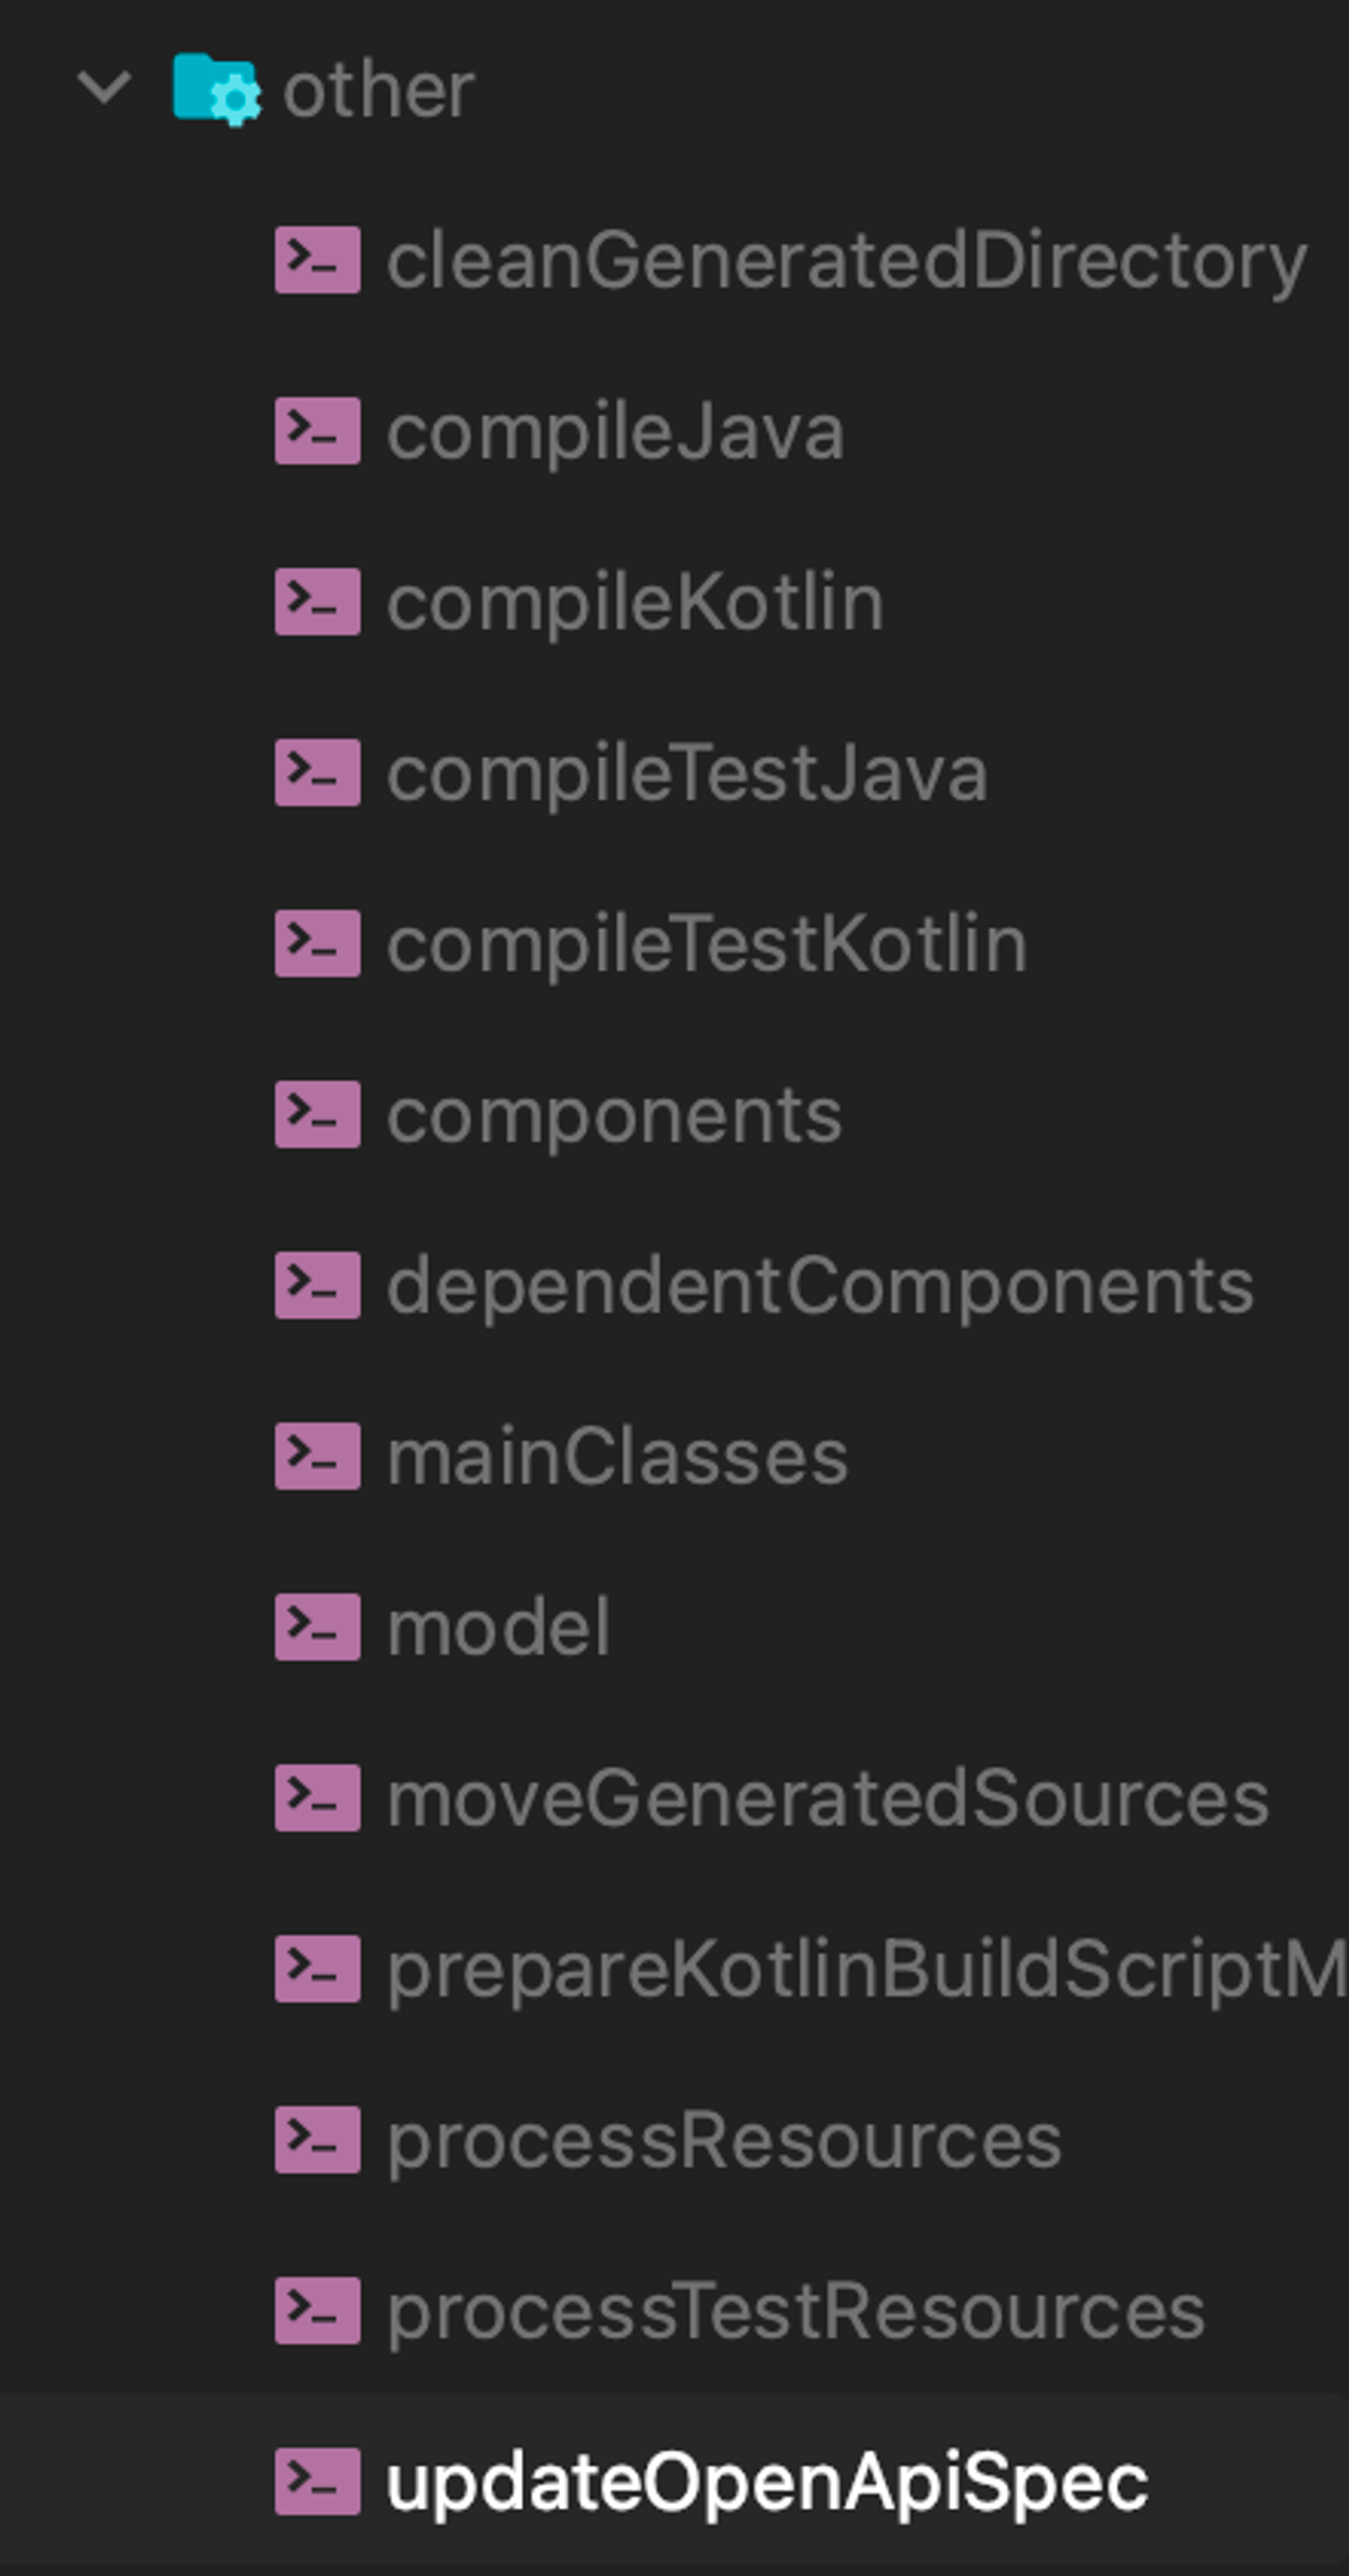 other
cleanGeneratedDirectory
compileJava
compileKotlin
compileTestJava
compileTestKotlin
components
dependentComponents
mainClasses
model
moveGeneratedSources
prepareKotlinBuildScriptM
processResources
processTestResources
updateOpenApiSpec